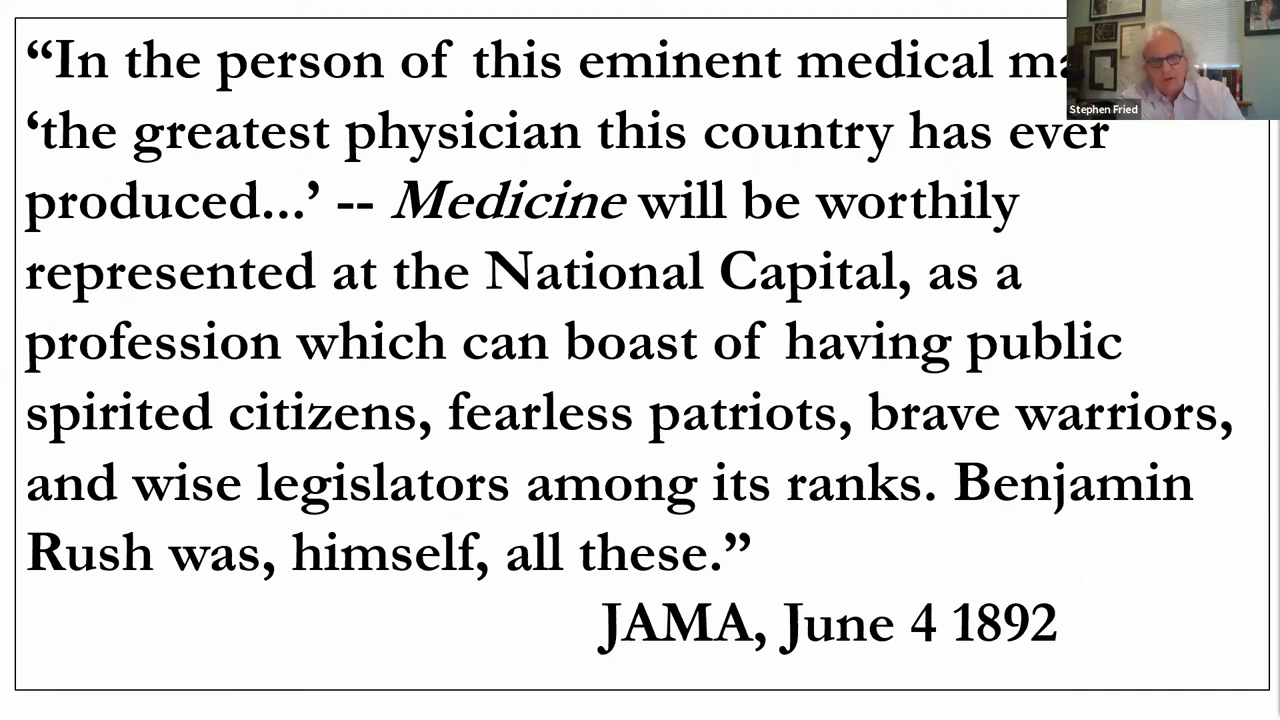 “In the person of this eminent medical
‘the greatest physician this country has ever
produced...’ -- Medicine will be worthily
represented at the National Capital, as a
profession which can boast of having public
spirited citizens, fearless patriots, brave warriors,
and wise legislators among its ranks. Benjamin
Rush was, himself, all these.”
JAMA, June 4 1892
Stephen Fried